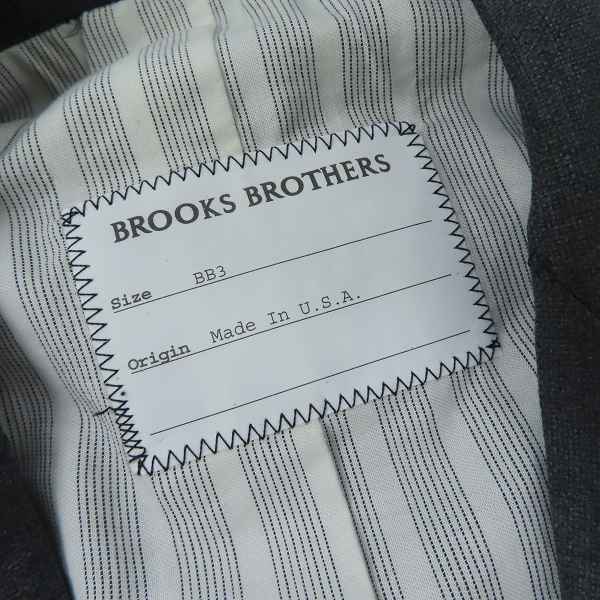 BROOKS BROTHERS
Size BB3
Origin Made In U.S.A.